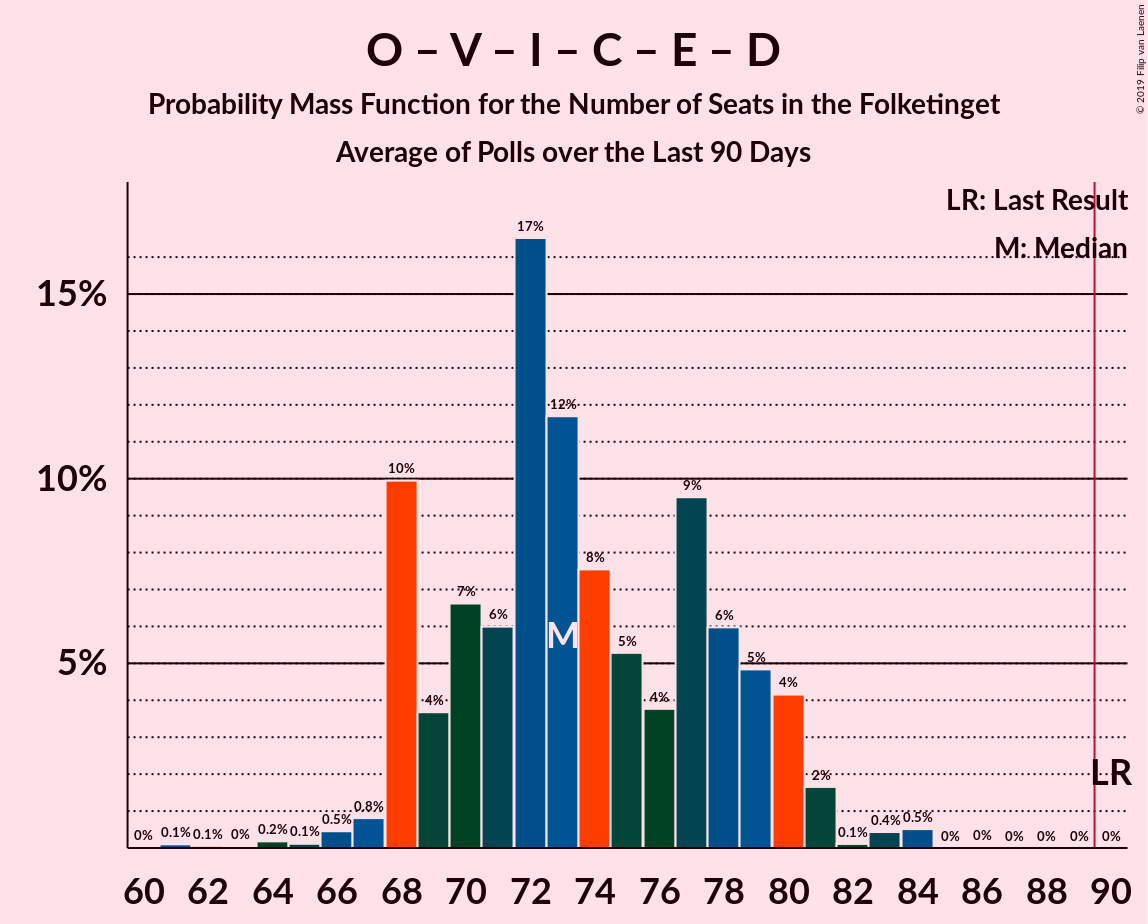 O – V – I – C – E – D
Probability Mass Function for the Number of Seats in the Folketinget
Average of Polls over the Last 90 Days
© 2019 Filip van Laenen
LR: Last Result
M: Median
15%
10%
5%
0% 0.1% 0.1% 0% 0.2% 0.1% 0.5% 0.8% 10% 4% 7% 6% 17% 12% 8% 5% 4% 9% 6% 5% 4% 2% 0.1% 0.4% 0.5% 0% 0% 0% 0% 0% 0%
M
LR
60 62 64 66 68 70 72 74 76 78 80 82 84 86 88 90